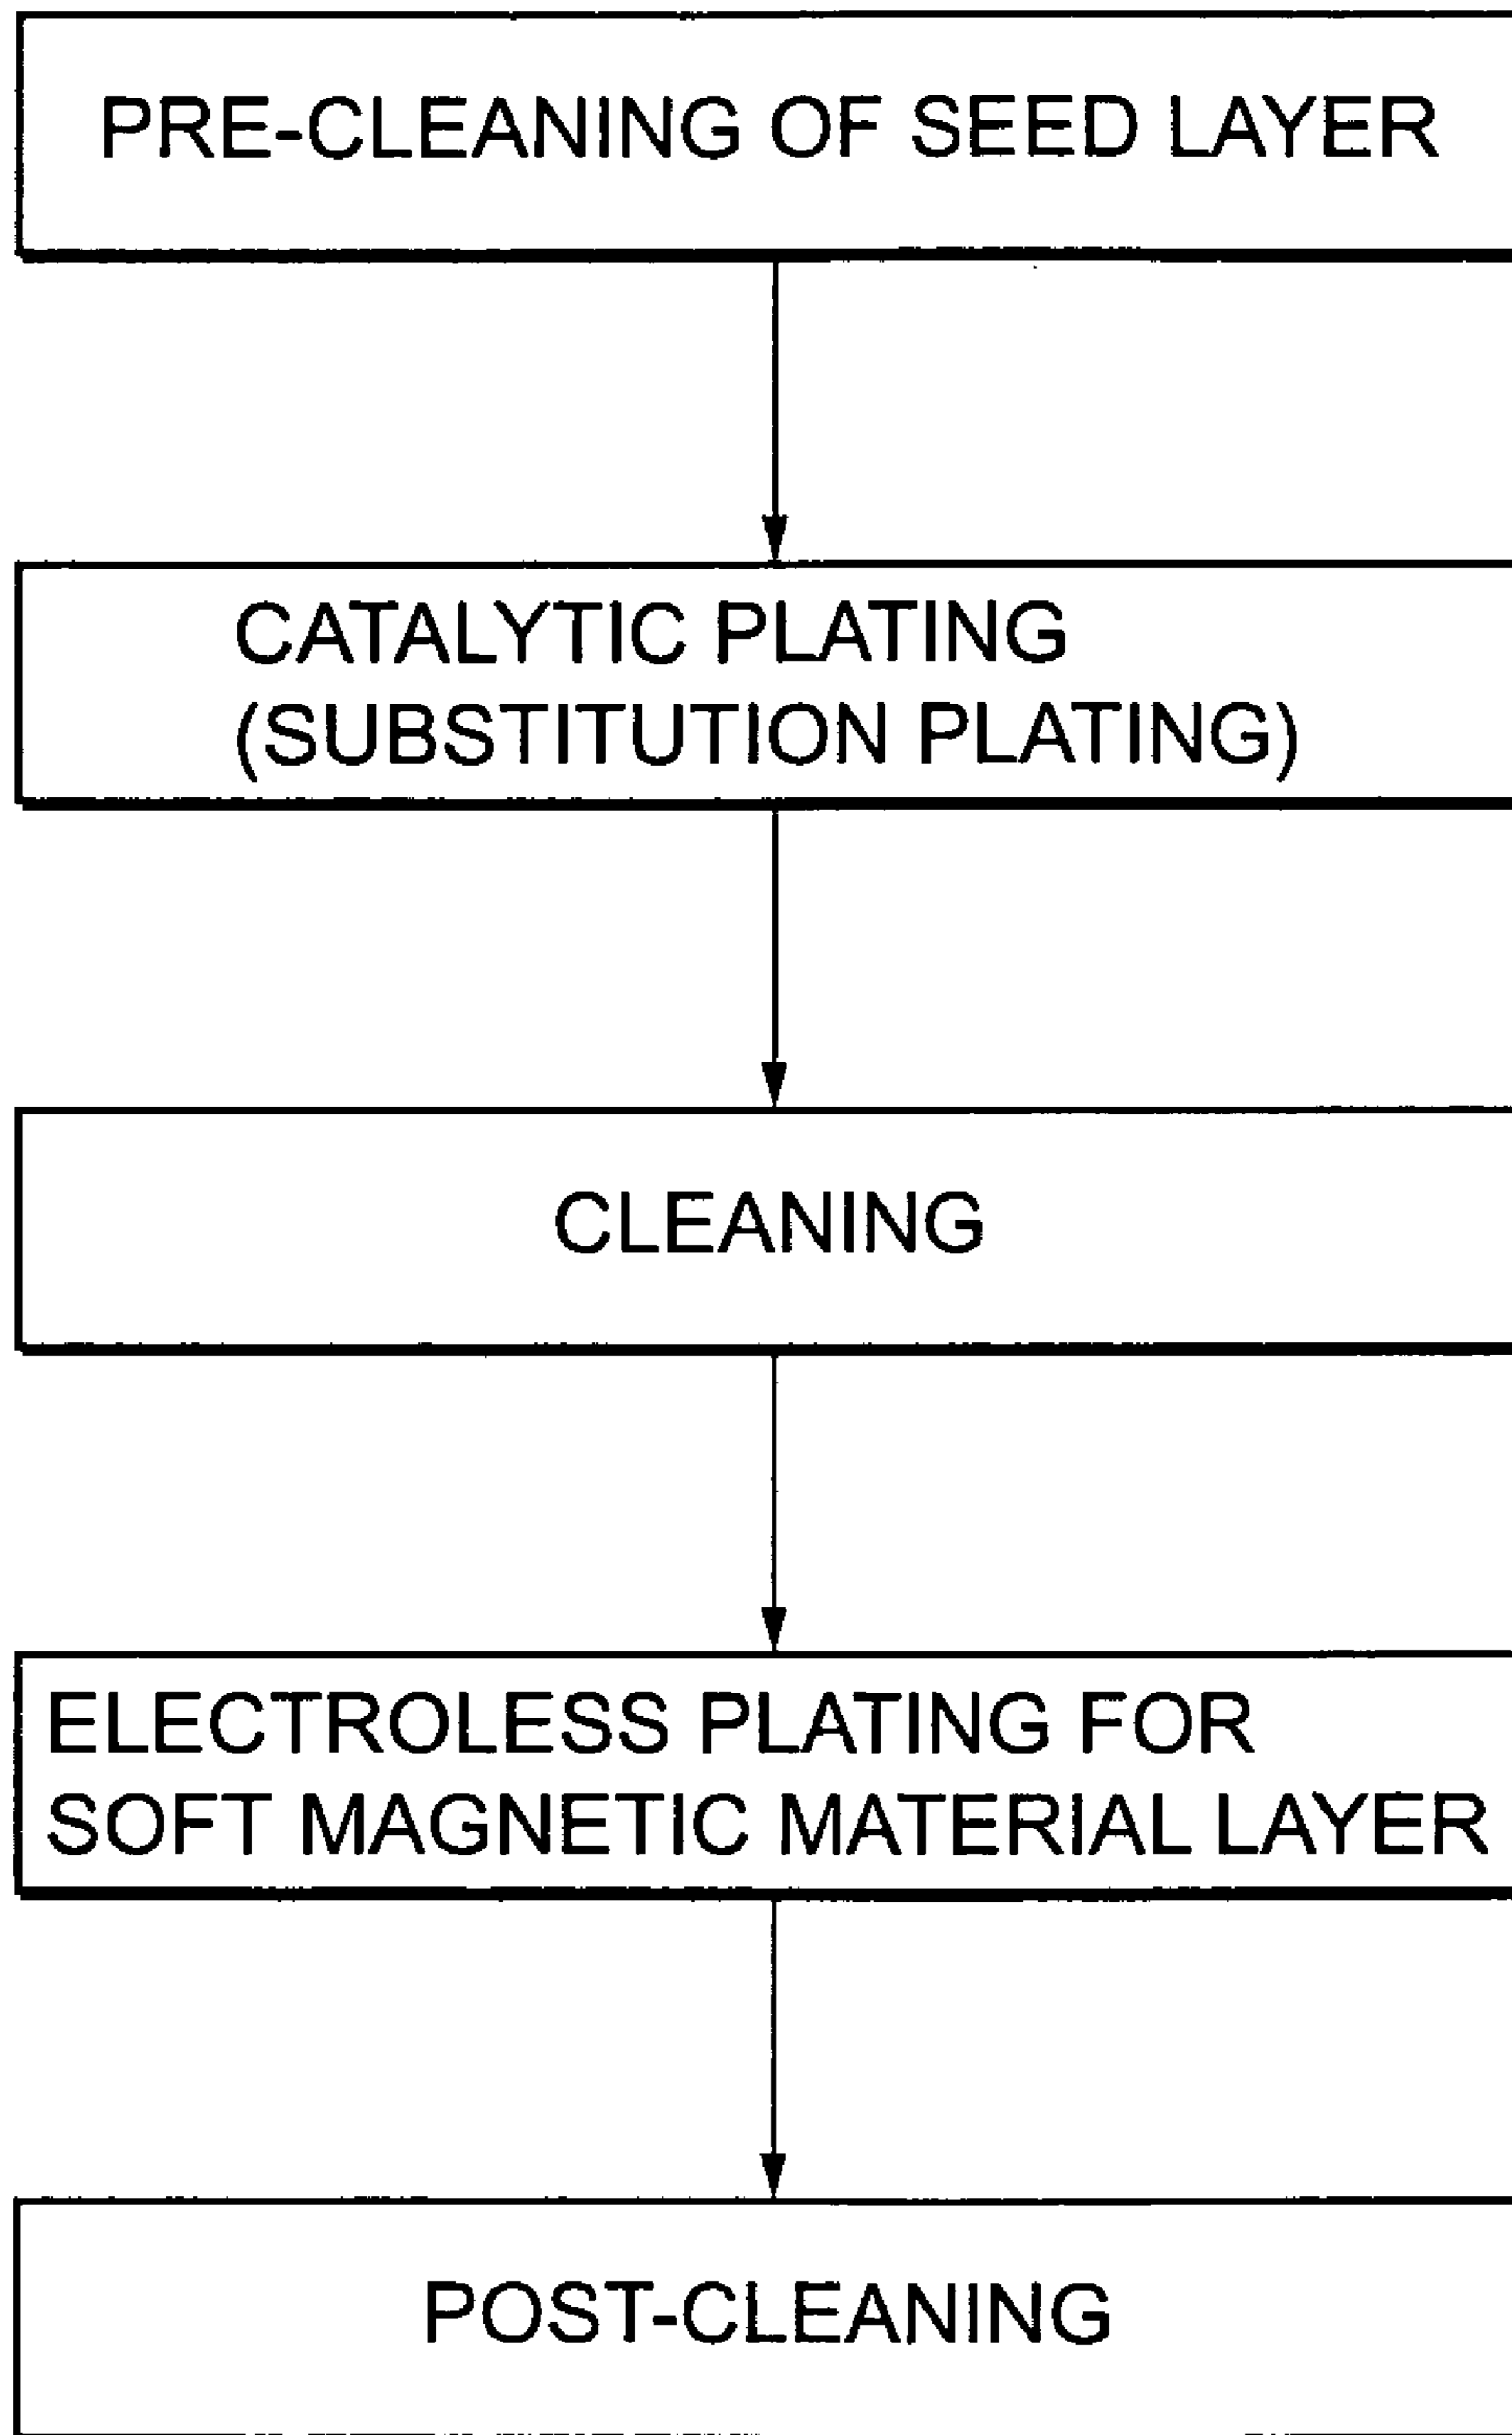 PRE-CLEANING OF SEED LAYER
CATALYTIC PLATING
(SUBSTITUTION PLATING)
CLEANING
ELECTROLESS PLATING FOR
SOFT MAGNETIC MATERIAL LAYER
POST-CLEANING